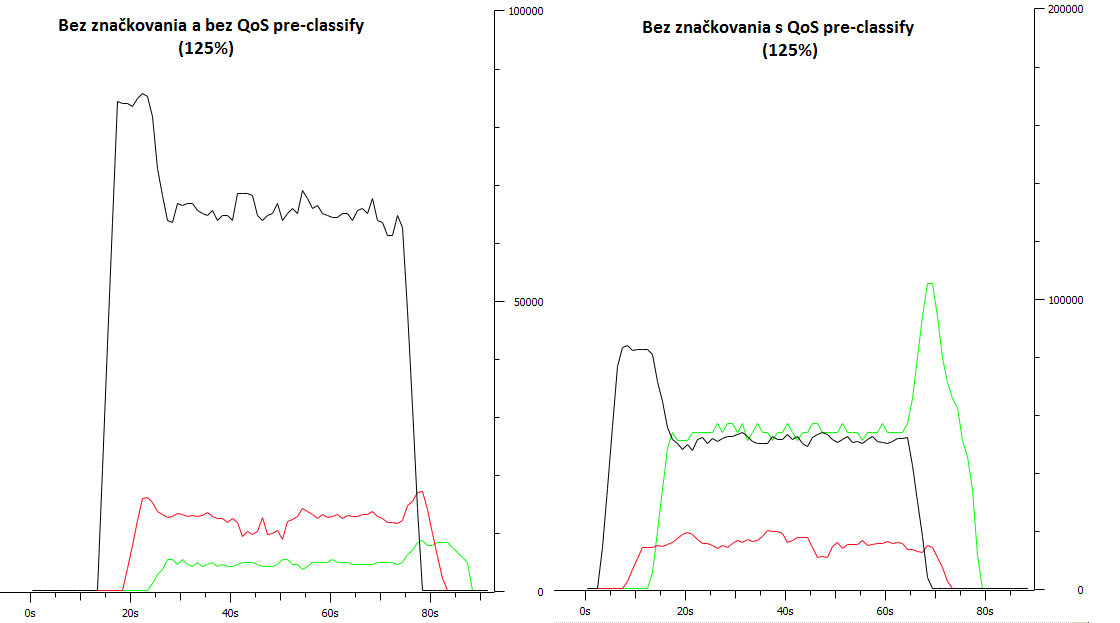 Bez značkovania a bez QoS pre-classify
(125%)
100000
50000
0
0s 20s 40s 60s 80s
Bez značkovania s QoS pre-classify
(125%)
200000
100000
0
0s 20s 40s 60s 80s